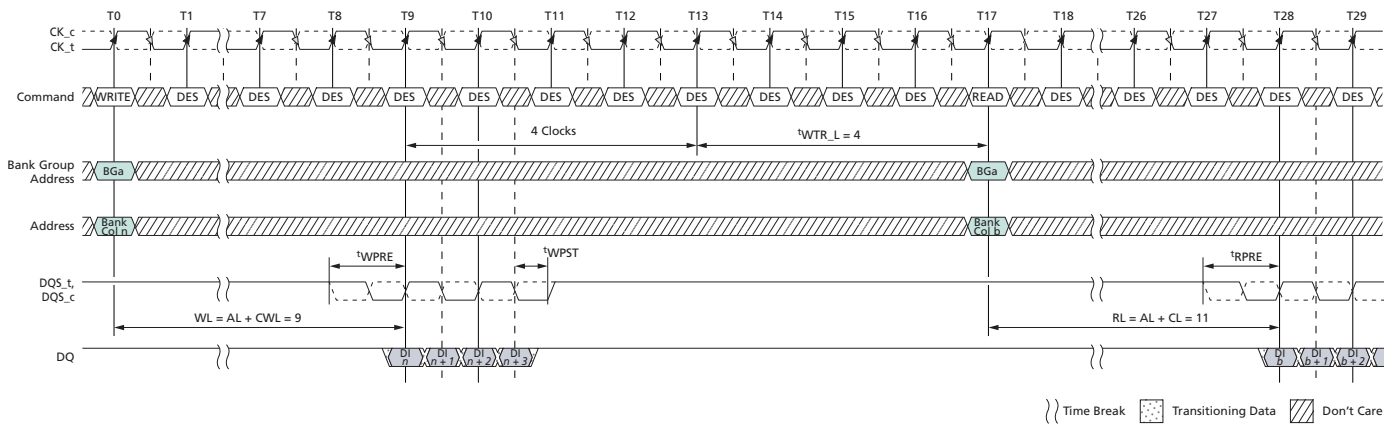 T0 T1 T7 T8 T9 T10 T11 T12 T13 T14 T15 T16 T17 T18 T26 T27 T28 T29
CK_c
CK_t
Command WRITE DES DES DES DES DES DES DES DES DES DES DES READ DES DES DES DES DES
4 Clocks tWTR_L = 4
Bank Group
Address
BGa BGa
Address
Bank
Col n
Bank
Col b
tWPRE tWPST tRPRE
DQS_t,
DQS_c
WL = AL + CWL = 9 RL = AL + CL = 11
DQ
DI
n
DI
n + 1
DI
n + 2
DI
n + 3
DI
b
DI
b + 1
DI
b + 2
Time Break Transitioning Data Don't Care